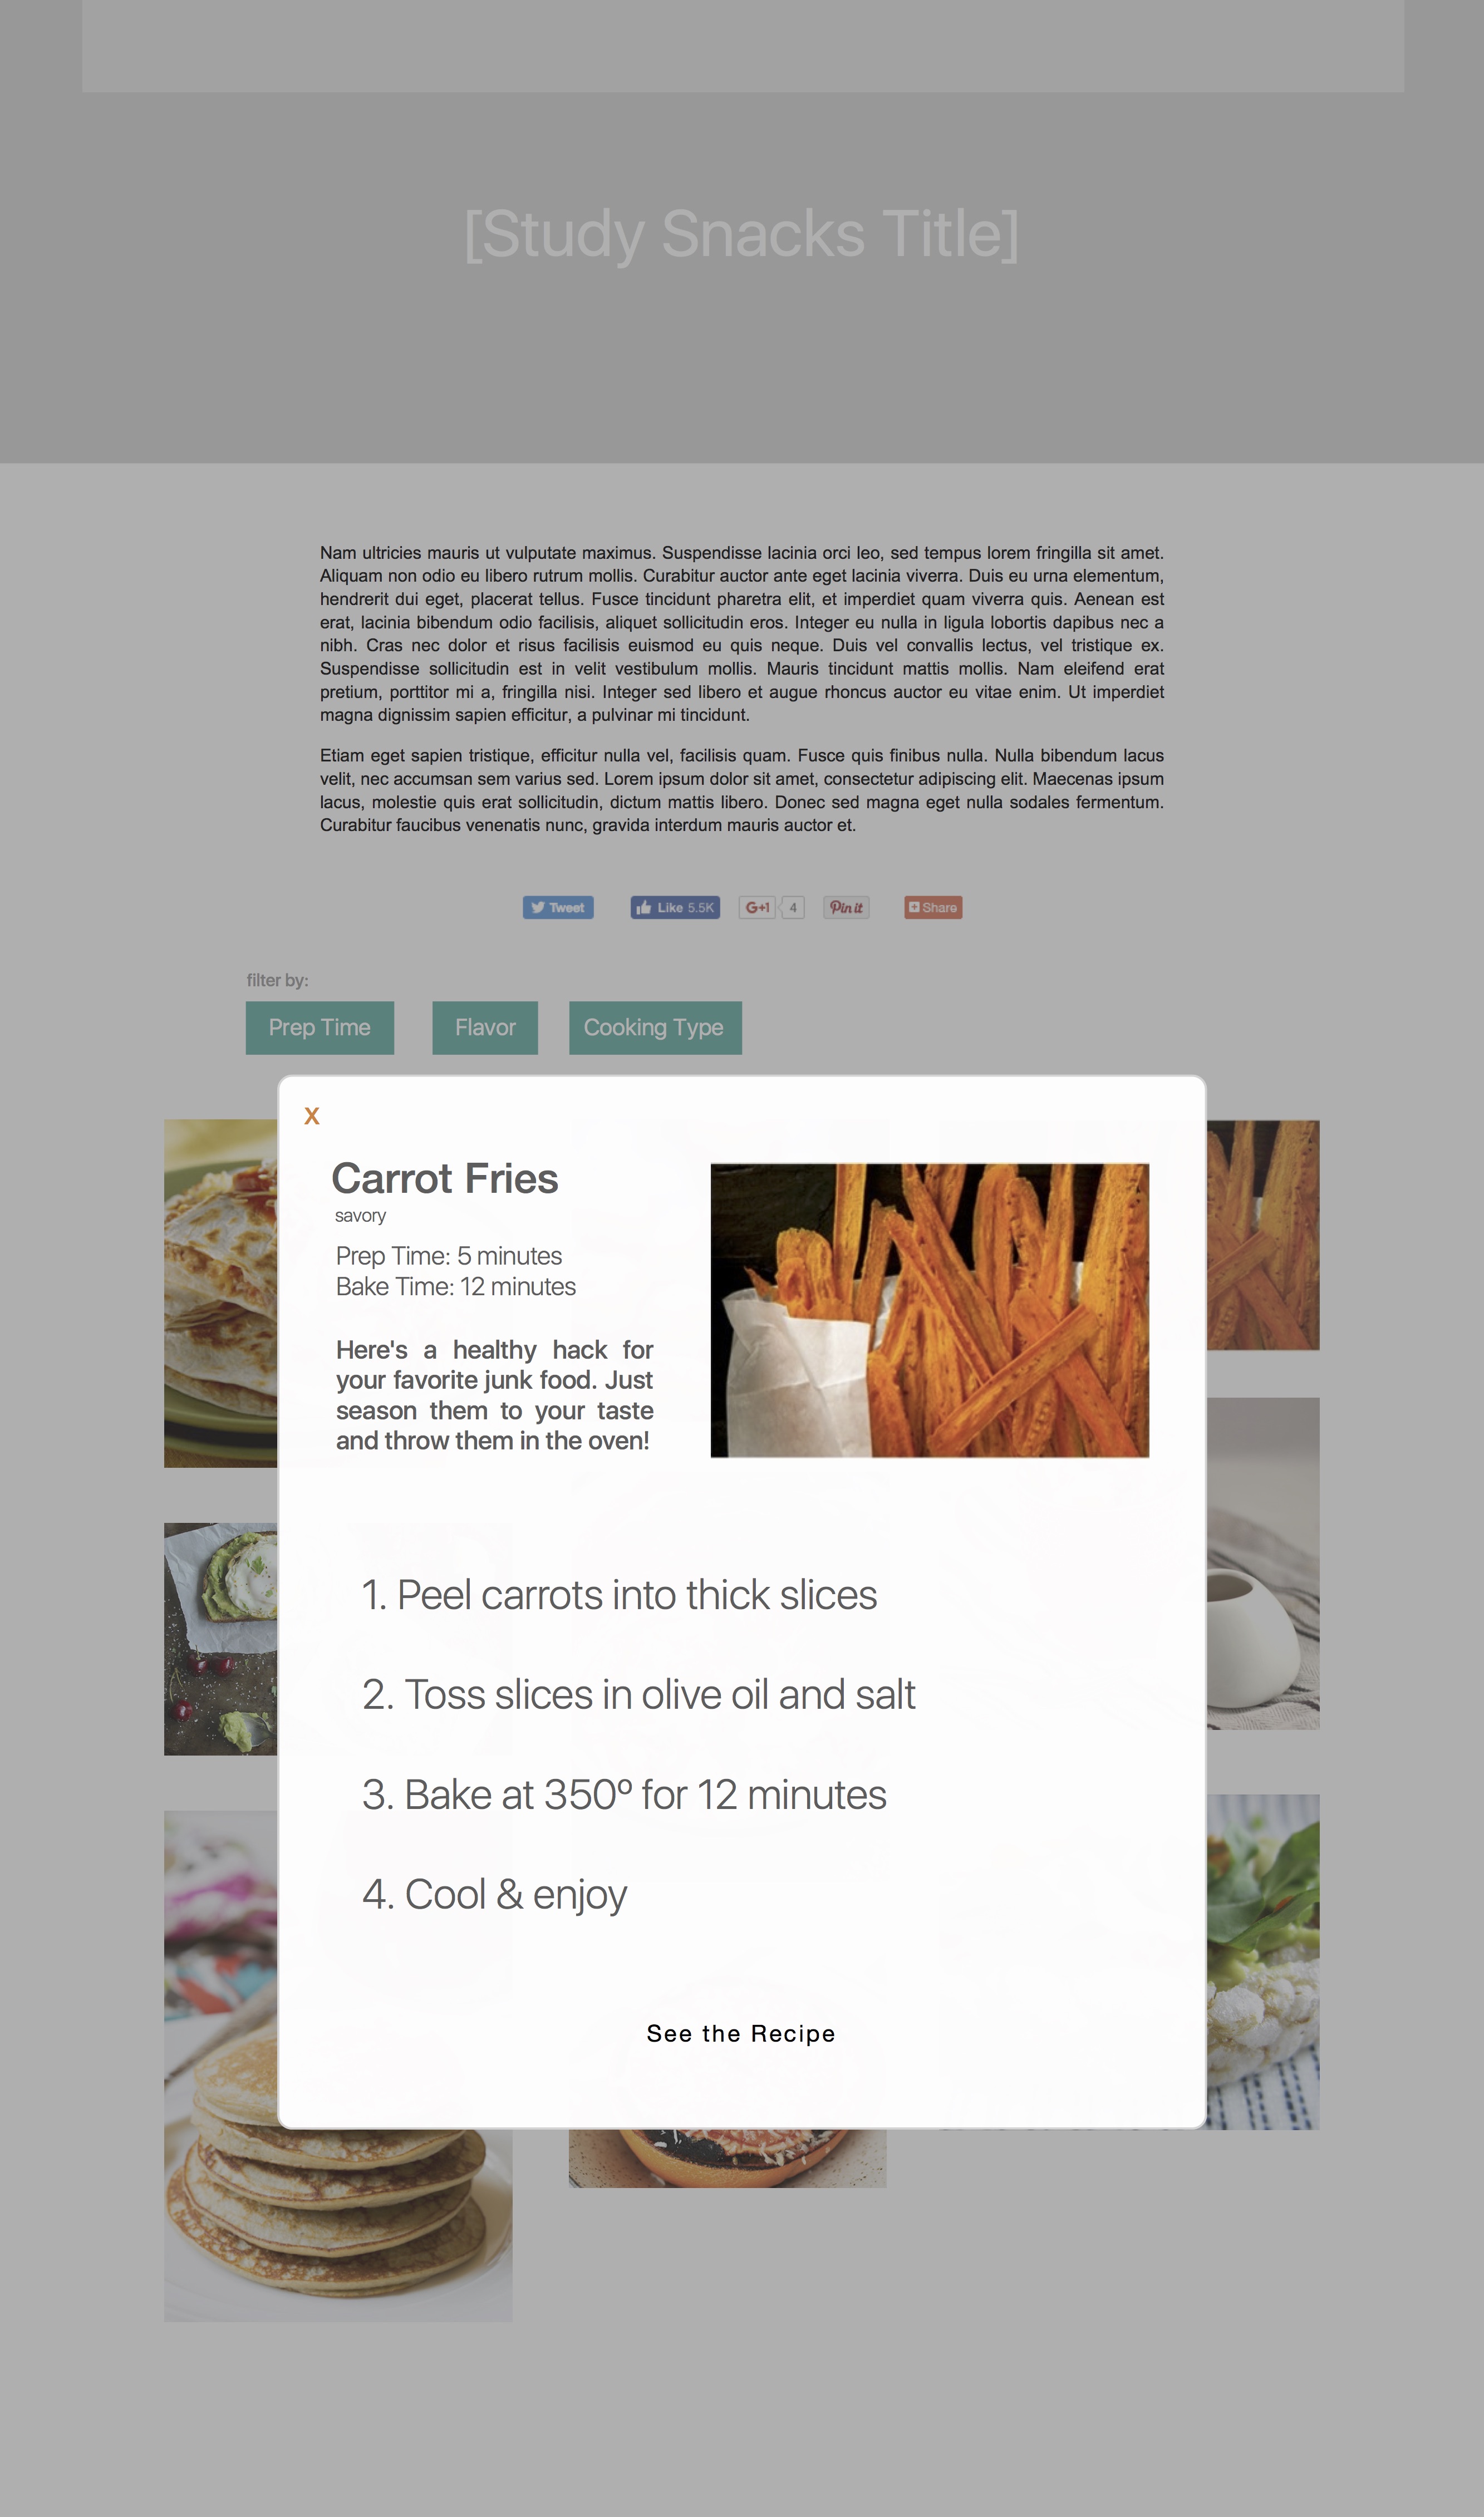 [Study Snacks Title]
Nam ultricies mauris ut vulputate maximus. Suspendisse lacinia orci leo, sed tempus lorem fringilla sit amet.
Aliquam non odio eu libero rutrum mollis. Curabitur auctor ante eget lacinia viverra. Duis eu urna elementum,
hendrerit dui eget, placerat tellus. Fusce tincidunt pharetra elit, et imperdiet quam viverra quis. Aenean est
erat, lacinia bibendum odio facilisis, aliquet sollicitudin eros. Integer eu nulla in ligula lobortis dapibus nec a
nibh. Cras nec dolor et risus facilisis euismod eu quis neque. Duis vel convallis lectus, vel tristique ex.
Suspendisse sollicitudin est in velit vestibulum mollis. Mauris tincidunt mattis mollis. Nam eleifend erat
pretium, porttitor mi a, fringilla nisi. Integer sed libero et augue rhoncus auctor eu vitae enim. Ut imperdiet
magna dignissim sapien efficitur, a pulvinar mi tincidunt.
Etiam eget sapien tristique, efficitur nulla vel, facilisis quam. Fusce quis finibus nulla. Nulla bibendum lacus
velit, nec accumsan sem varius sed. Lorem ipsum dolor sit amet, consectetur adipiscing elit. Maecenas ipsum
lacus, molestie quis erat sollicitudin, dictum mattis libero. Donec sed magna eget nulla sodales fermentum.
Curabitur faucibus venenatis nunc, gravida interdum mauris auctor et.
Tweet Like 5.5K G+1 4 Pin it Share
filter by:
Prep Time Flavor Cooking Type
X
Carrot Fries
savory
Prep Time: 5 minutes
Bake Time: 12 minutes
Here's a healthy hack for
your favorite junk food. Just
season them to your taste
and throw them in the oven!
1. Peel carrots into thick slices
2. Toss slices in olive oil and salt
3. Bake at 350º for 12 minutes
4. Cool & enjoy
See the Recipe